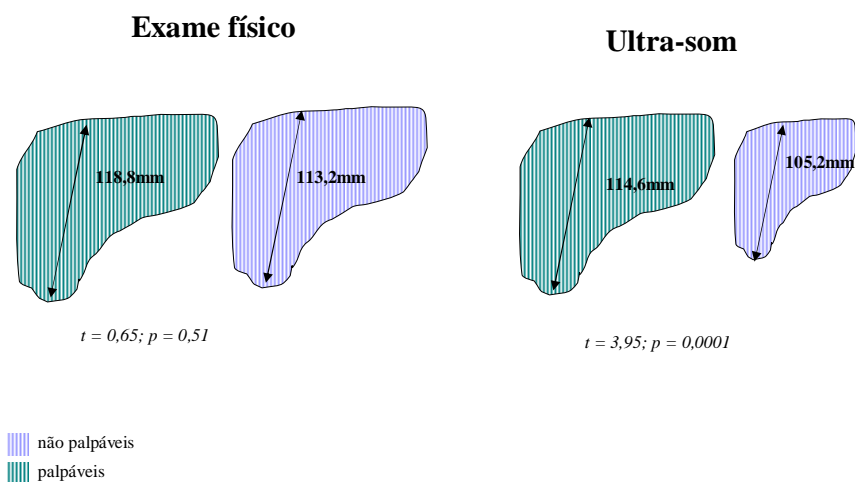 Exame físico
Ultra-som
118,8mm
113,2mm
114,6mm
105,2mm
t = 0,65; p = 0,51
t = 3,95; p = 0,0001
não palpáveis
palpáveis